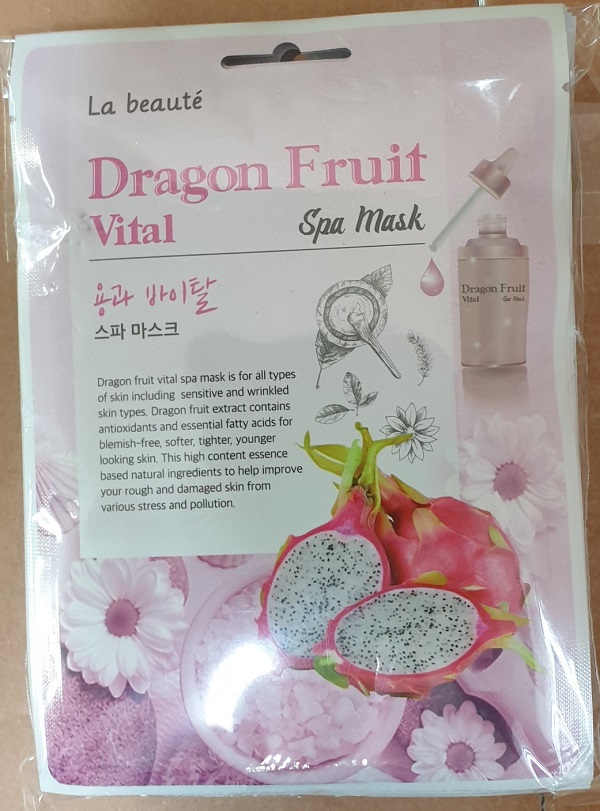 La beauté
Dragon Fruit
Vital
Spa Mask
용과 바이탈
스파 마스크
Dragon Fruit
Vital Spa Mask
Dragon fruit vital spa mask is for all types
of skin including sensitive and wrinkled
skin types. Dragon fruit extract contains
antioxidants and essential fatty acids for
blemish-free, softer, tighter, younger
looking skin. This high content essence
based natural ingredients to help improve
your rough and damaged skin from
various stress and pollution.